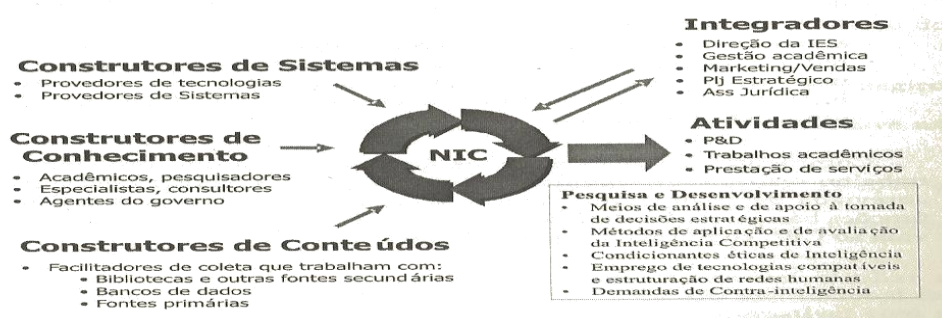 Construtores de Sistemas
• Provedores de tecnologias
• Provedores de Sistemas
Construtores de
Conhecimento
• Acadêmicos, pesquisadores
• Especialistas, consultores
• Agentes do governo
Construtores de Conteúdos
• Facilitadores de coleta que trabalham com:
• Bibliotecas e outras fontes secundárias
• Bancos de dados
• Fontes primárias
NIC
Integradores
• Direção da IES
• Gestão acadêmica
• Marketing/Vendas
• Plj Estratégico
• Ass Jurídica
Atividades
• P&D
• Trabalhos acadêmicos
• Prestação de serviços
Pesquisa e Desenvolvimento
• Meios de análise e de apoio à tomada
de decisões estratégicas
• Métodos de aplicação e de avaliação
da Inteligência Competitiva
• Condicionantes éticas de Inteligência
• Emprego de tecnologias compatíveis
e estruturação de redes humanas
• Demandas de Contra-inteligência